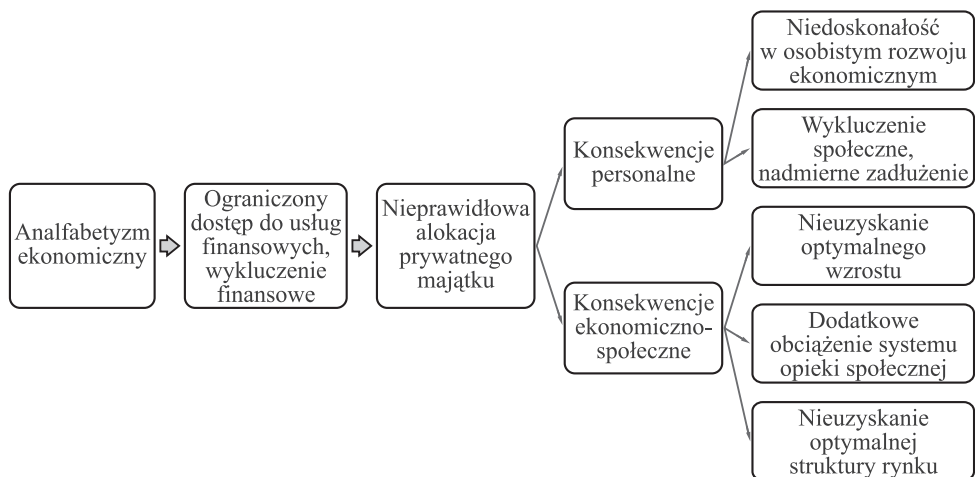 Analfabetyzm
ekonomiczny
Ograniczony
dostęp do usług
finansowych,
wykluczenie
finansowe
Nieprawidłowa
alokacja
prywatnego
majątku
Konsekwencje
personalne
Niedoskonałość
w osobistym rozwoju
ekonomicznym
Wykluczenie
społeczne,
nadmierne zadłużenie
Konsekwencje
ekonomiczno-
społeczne
Nieuzyskanie
optymalnego
wzrostu
Dodatkowe
obciążenie systemu
opieki społecznej
Nieuzyskanie
optymalnej
struktury rynku